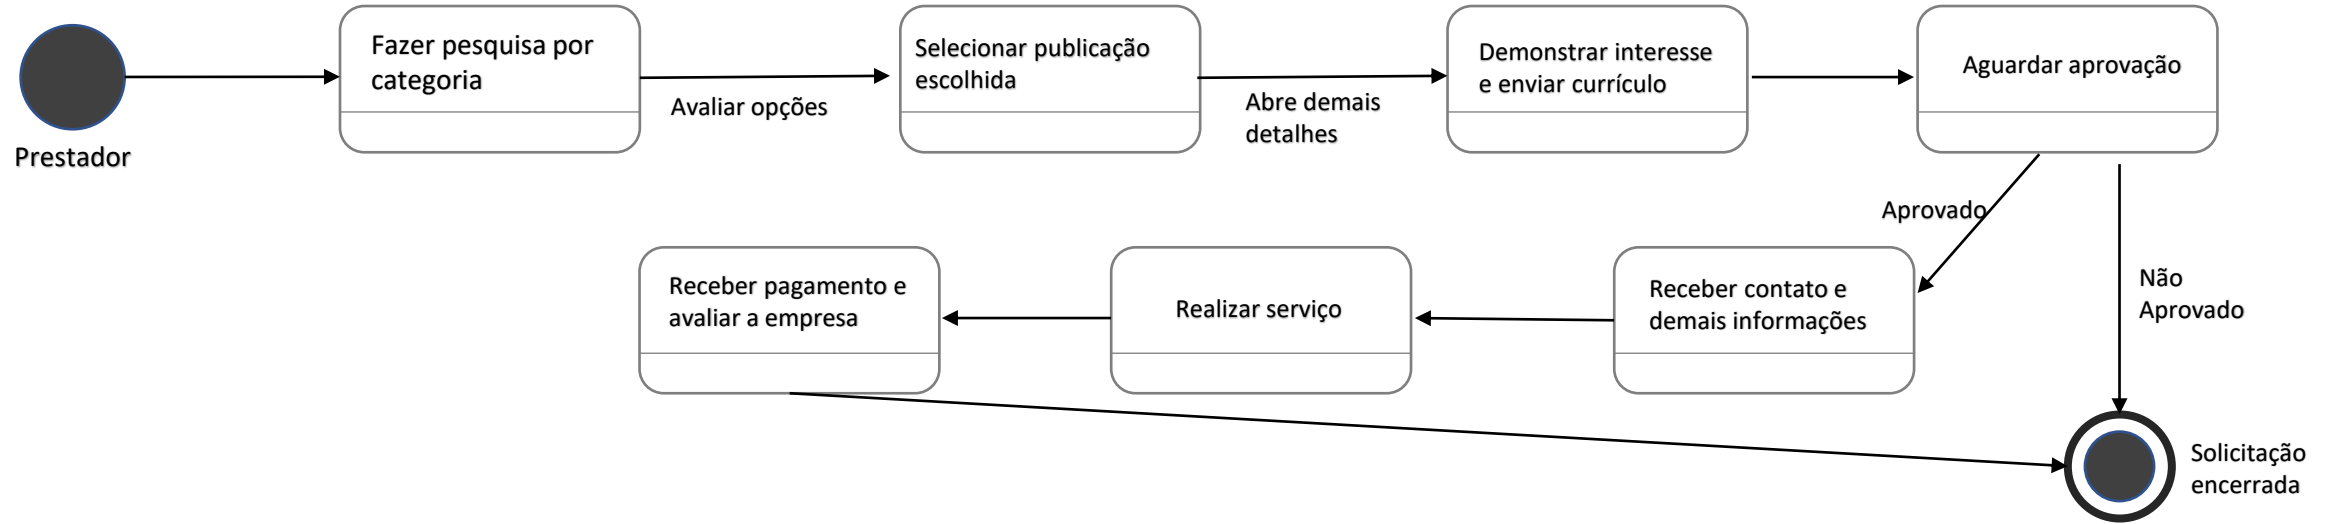 Prestador
Fazer pesquisa por
categoria
Avaliar opções
Selecionar publicação
escolhida
Abre demais
detalhes
Demonstrar interesse
e enviar currículo
Aguardar aprovação
Aprovado
Não
Aprovado
Receber contato e
demais informações
Realizar serviço
Receber pagamento e
avaliar a empresa
Solicitação
encerrada